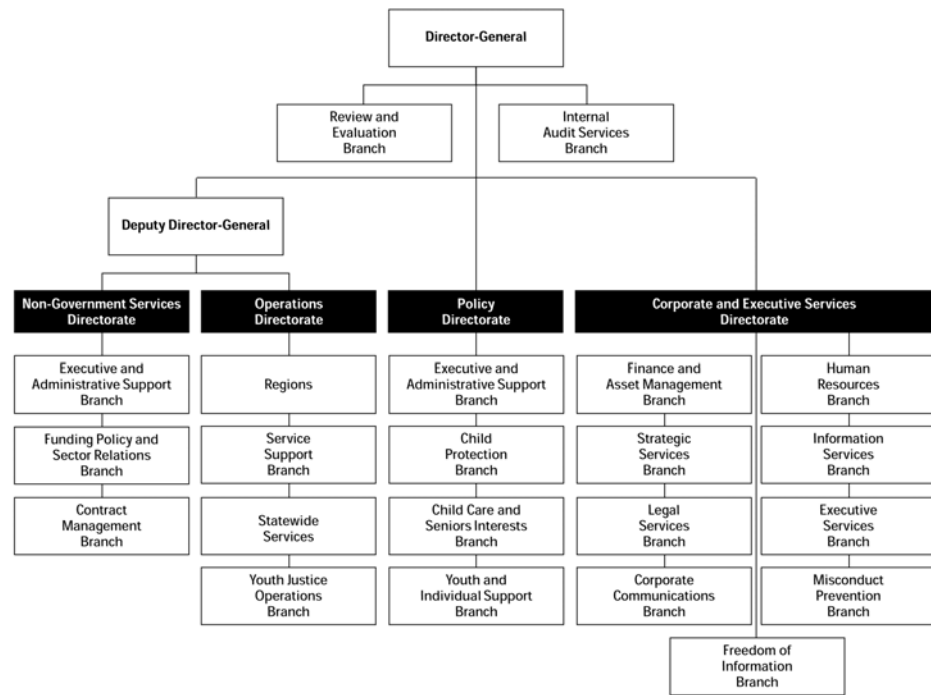 Director-General
Review and
Evaluation
Branch
Internal
Audit Services
Branch
Deputy Director-General
Non-Government Services
Directorate
Operations
Directorate
Policy
Directorate
Corporate and Executive Services
Directorate
Executive and
Administrative Support
Branch
Regions
Executive and
Administrative Support
Branch
Finance and
Asset Management
Branch
Human
Resources
Branch
Funding Policy and
Sector Relations
Branch
Service
Support
Branch
Child
Protection
Branch
Strategic
Services
Branch
Information
Services
Branch
Contract
Management
Branch
Statewide
Services
Child Care and
Seniors Interests
Branch
Legal
Services
Branch
Executive
Services
Branch
Youth Justice
Operations
Branch
Youth and
Individual Support
Branch
Corporate
Communications
Branch
Misconduct
Prevention
Branch
Freedom of
Information
Branch